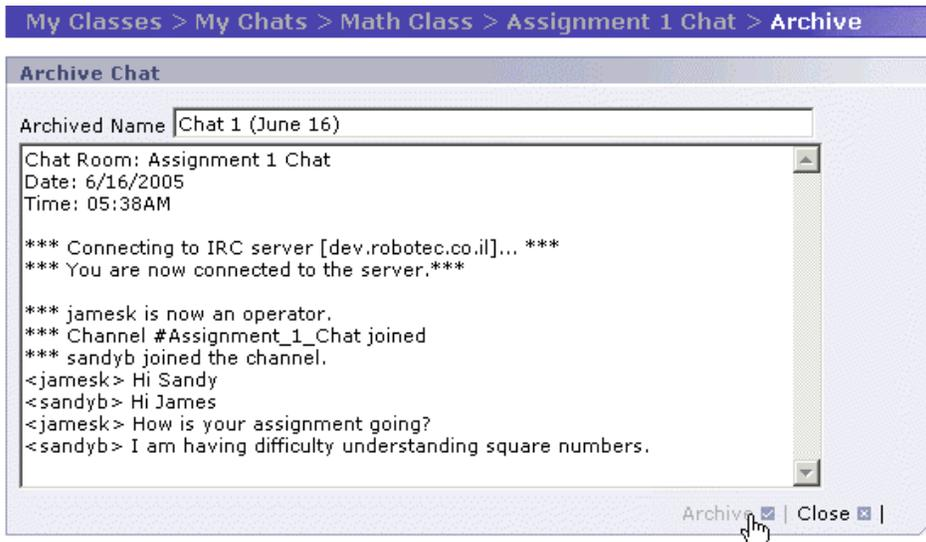 My Classes > My Chats > Math Class > Assignment 1 Chat > Archive
Archive Chat
Archived Name Chat 1 (June 16)
Chat Room: Assignment 1 Chat
Date: 6/16/2005
Time: 05:38AM
*** Connecting to IRC server [dev.robotec.co.il]... ***
*** You are now connected to the server.***
*** jamesk is now an operator.
*** Channel #Assignment_1_Chat joined
*** sandyb joined the channel.
<jamesk> Hi Sandy
<sandyb> Hi James
<jamesk> How is your assignment going?
<sandyb> I am having difficulty understanding square numbers.
Archive | Close |